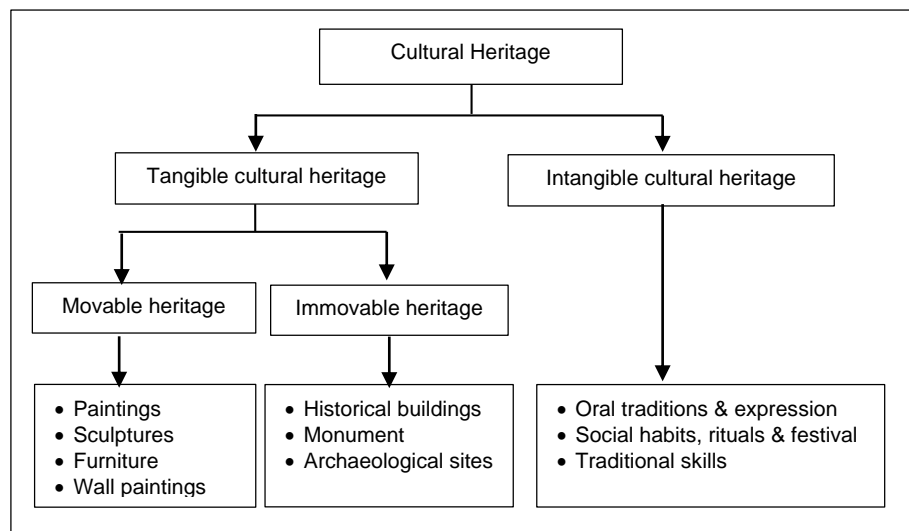 Cultural Heritage
Tangible cultural heritage
Intangible cultural heritage
Movable heritage
Immovable heritage
• Paintings
• Sculptures
• Furniture
• Wall paintings
• Historical buildings
• Monument
• Archaeological sites
• Oral traditions & expression
• Social habits, rituals & festival
• Traditional skills